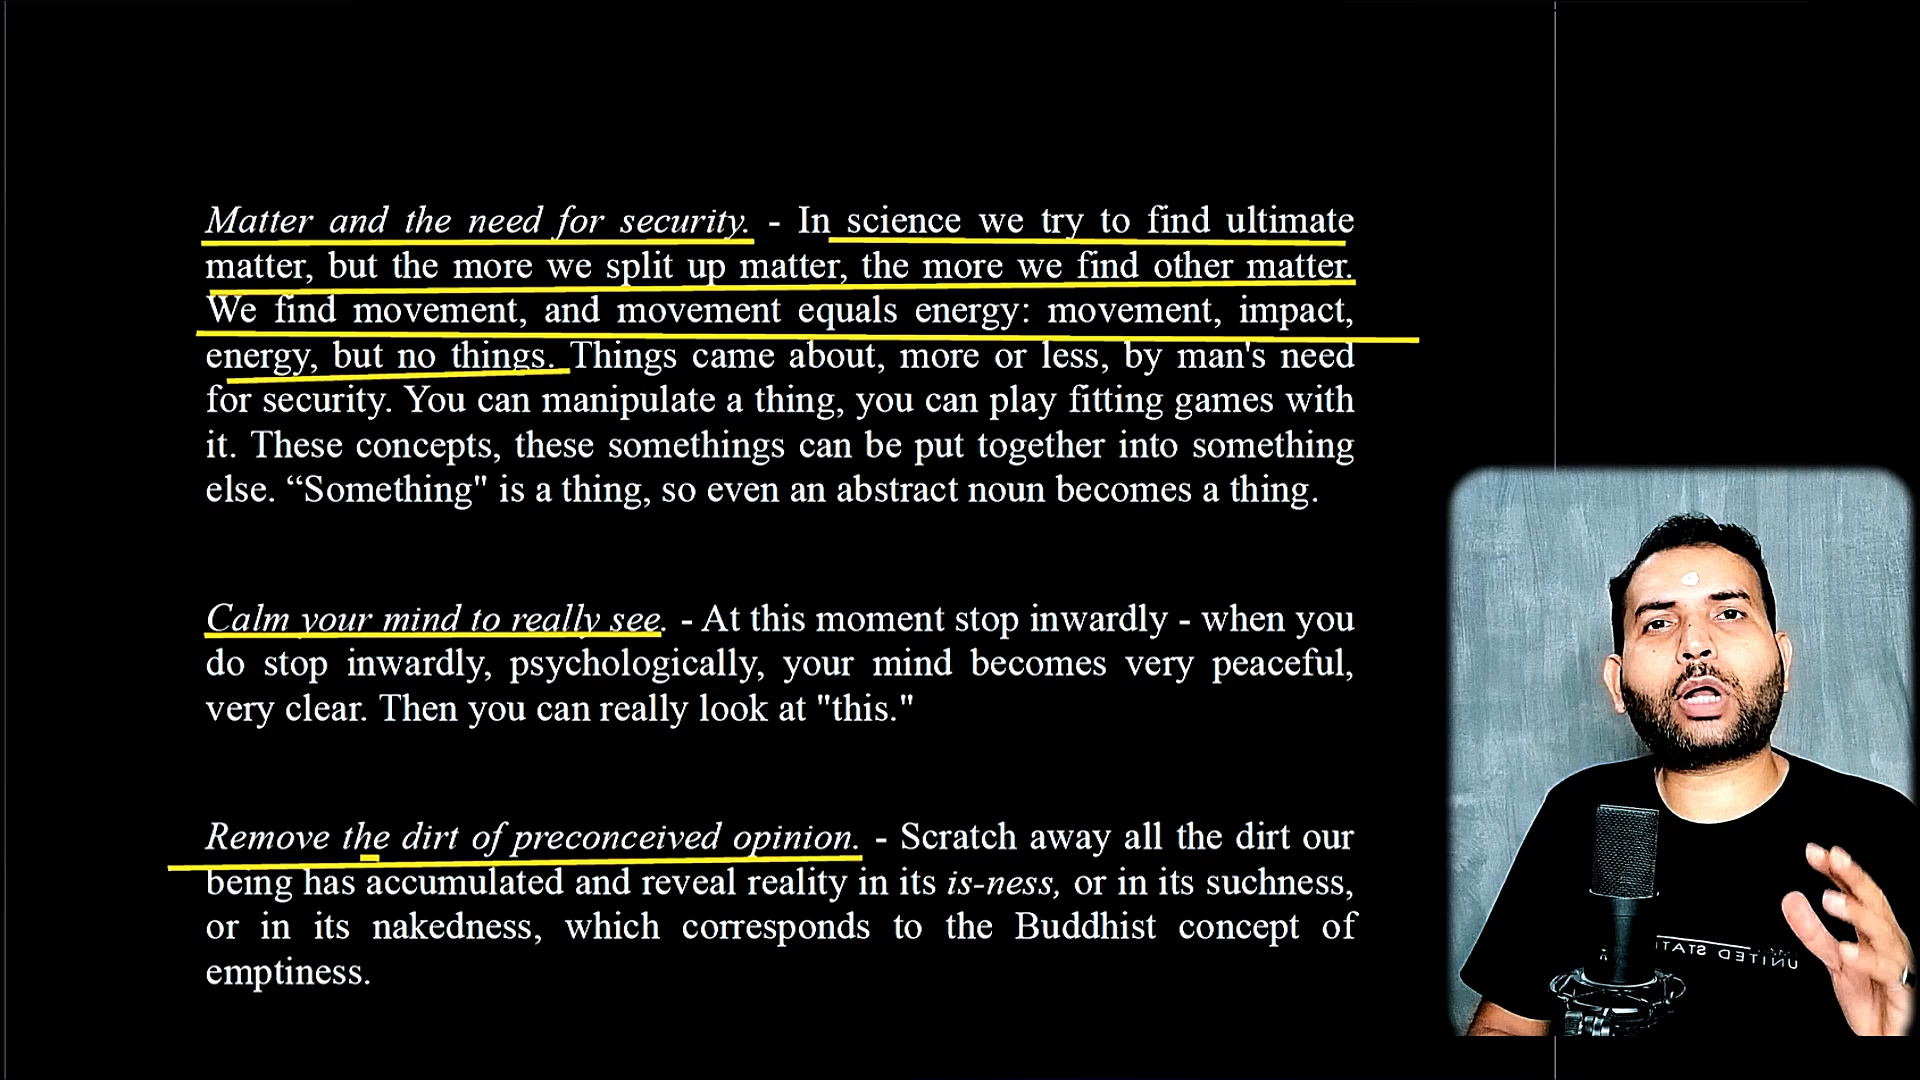 Matter and the need for security. - In science we try to find ultimate
matter, but the more we split up matter, the more we find other matter.
We find movement, and movement equals energy: movement, impact,
energy, but no things. Things came about, more or less, by man's need
for security. You can manipulate a thing, you can play fitting games with
it. These concepts, these somethings can be put together into something
else. “Something" is a thing, so even an abstract noun becomes a thing.
Calm your mind to really see. - At this moment stop inwardly - when you
do stop inwardly, psychologically, your mind becomes very peaceful,
very clear. Then you can really look at "this."
Remove the dirt of preconceived opinion. - Scratch away all the dirt our
being has accumulated and reveal reality in its is-ness, or in its suchness,
or in its nakedness, which corresponds to the Buddhist concept of
emptiness.
UNITED STAT